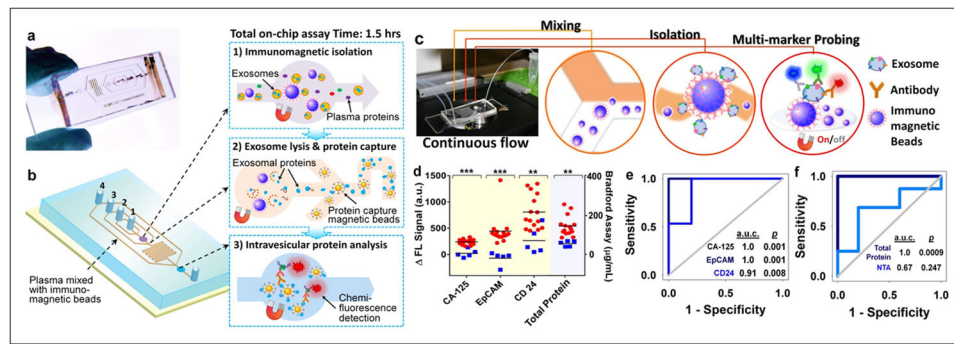 a
Total on-chip assay Time: 1.5 hrs
1) Immunomagnetic isolation
Exosomes
Plasma proteins
2) Exosome lysis & protein capture
Exosomal proteins
Protein capture
magnetic beads
3) Intravesicular protein analysis
Chemi-
fluorescence
detection
b
4
3
2
1
Plasma mixed with
immuno-
magnetic beads
c
Mixing
Isolation
Multi-marker Probing
Continuous flow
On/off
Exosome
Antibody
Immuno
magnetic
Beads
d
Δ FL Signal (a.u.)
1500
1000
500
0
***
***
**
**
400
200
0
Bradford Assay (μg/mL)
CA-125
EpCAM
CD 24
Total Protein
e
Sensitivity
1.0
0.5
0.0
0.0
0.5
1.0
1 - Specificity
a.u.c. p
CA-125 1.0 0.001
EpCAM 1.0 0.001
CD24 0.91 0.008
f
Sensitivity
1.0
0.5
0.0
0.0
0.5
1.0
1 - Specificity
a.u.c. p
Total
Protein 1.0 0.0009
NTA 0.67 0.247